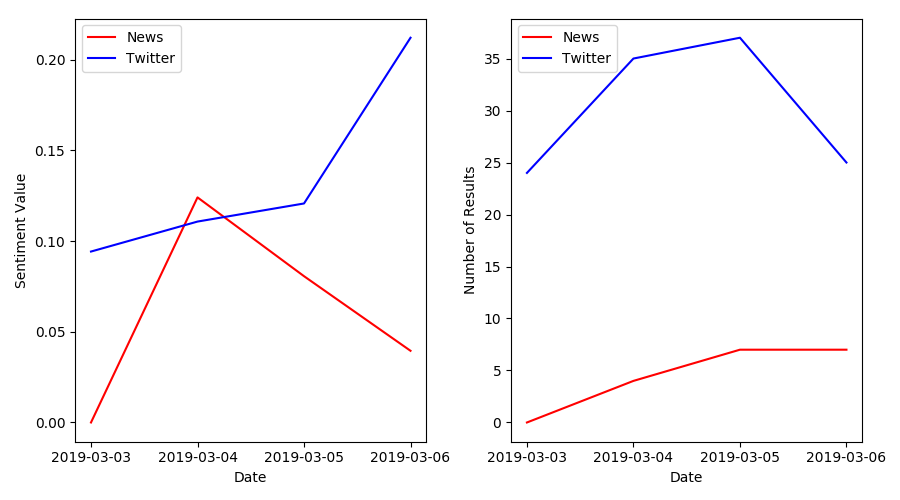 News
Twitter
0.20
0.15
0.10
0.05
0.00
Sentiment Value
2019-03-03 2019-03-04 2019-03-05 2019-03-06
Date
News
Twitter
35
30
25
20
15
10
5
0
Number of Results
2019-03-03 2019-03-04 2019-03-05 2019-03-06
Date